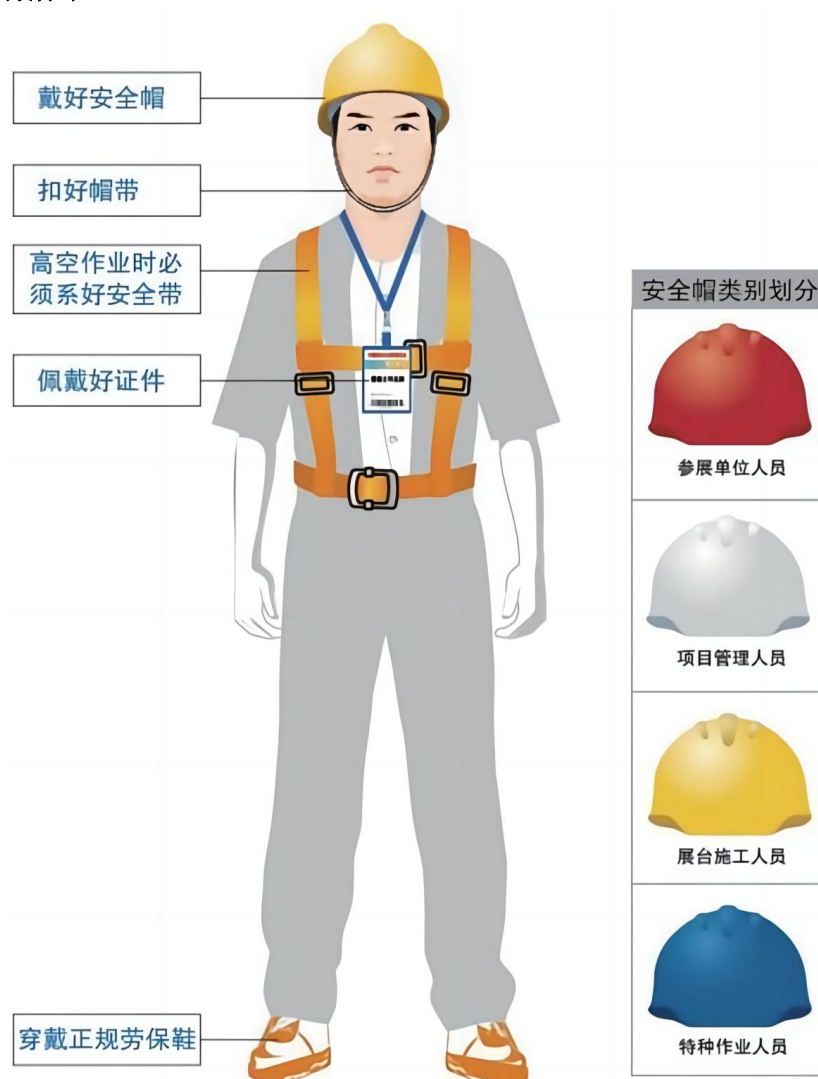 戴好安全帽
扣好帽带
高空作业时必
须系好安全带
佩戴好证件
穿戴正规劳保鞋
安全帽类别划分
参展单位人员
项目管理人员
展台施工人员
特种作业人员